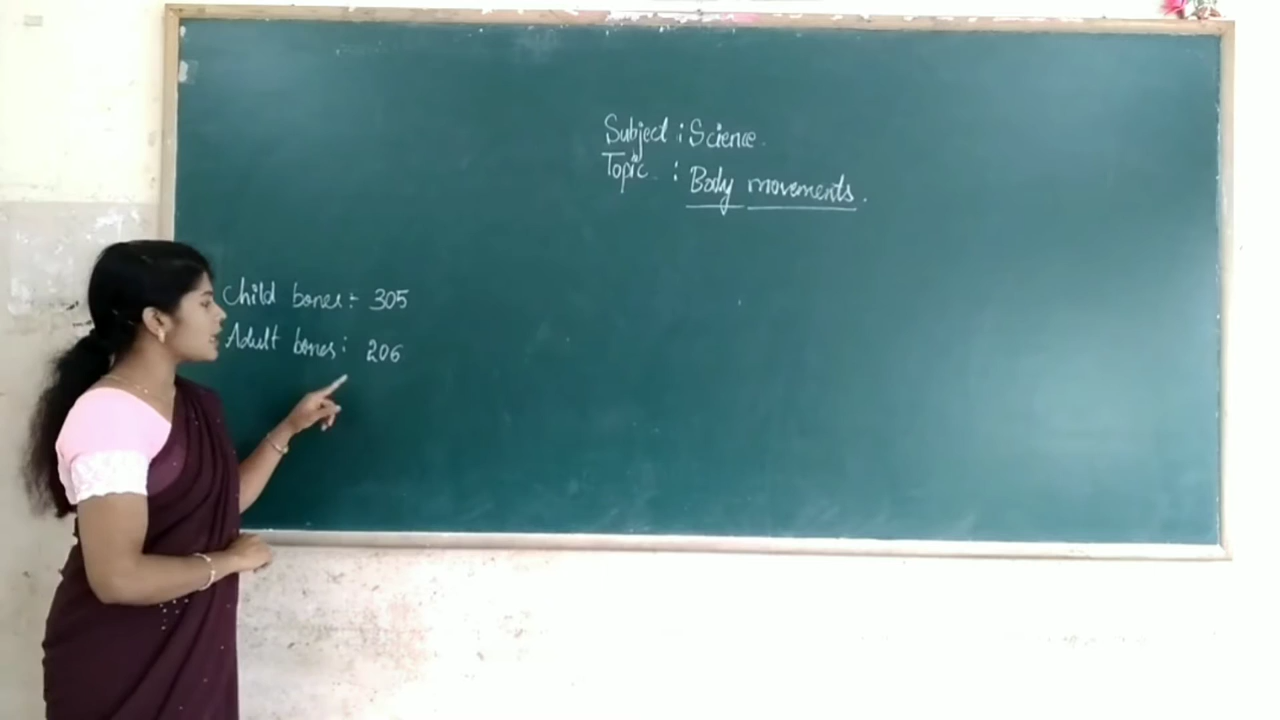 Subject : Science.
Topic : Body movements.
Child bones :- 305
Adult bones : 206